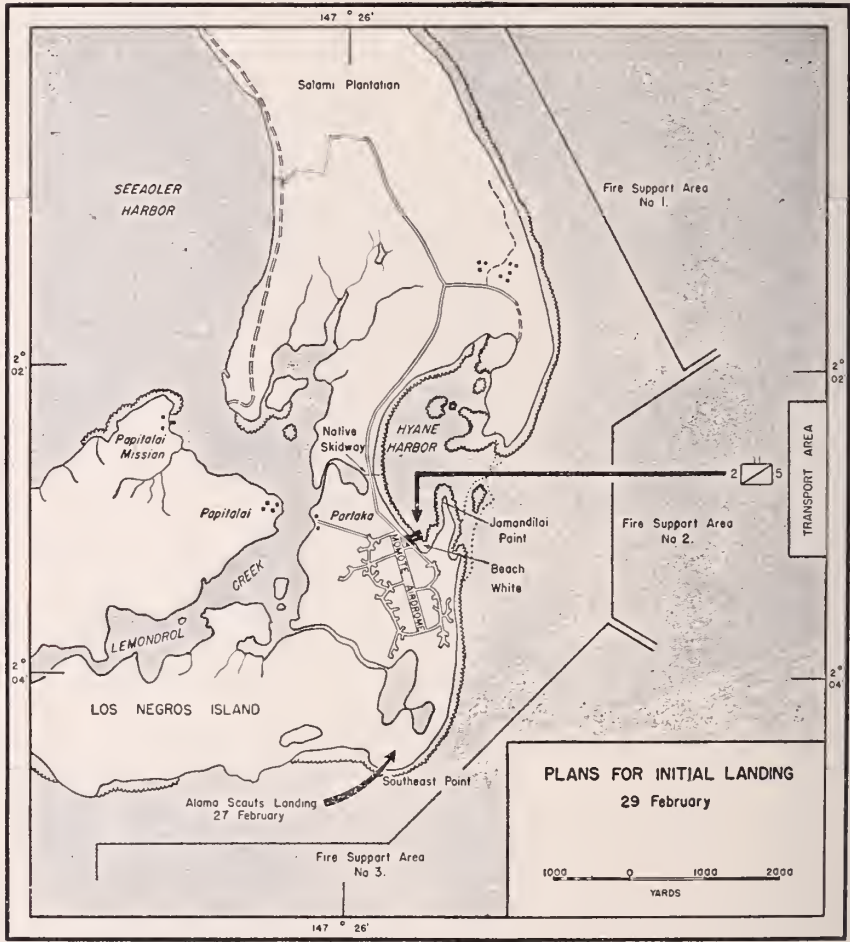 147 ° 26'
Salami Plantation
SEEADLER
HARBOR
Fire Support Area
No 1.
2°
02'
2°
02'
Papitalai
Mission
Native
Skidway
HYANE
HARBOR
TRANSPORT AREA
2 5
Papitalai
Portaka
Jamandilai
Point
Fire Support Area
No 2.
MOMOTE AIRDROME
Beach
White
CREEK
LEMONDROL
2°
04'
2°
04'
LOS NEGROS ISLAND
Southeast Point
Alamo Scouts Landing
27 February
Fire Support Area
No 3.
PLANS FOR INITIAL LANDING
29 February
1000 0 1000 2000
YARDS
147 ° 26'